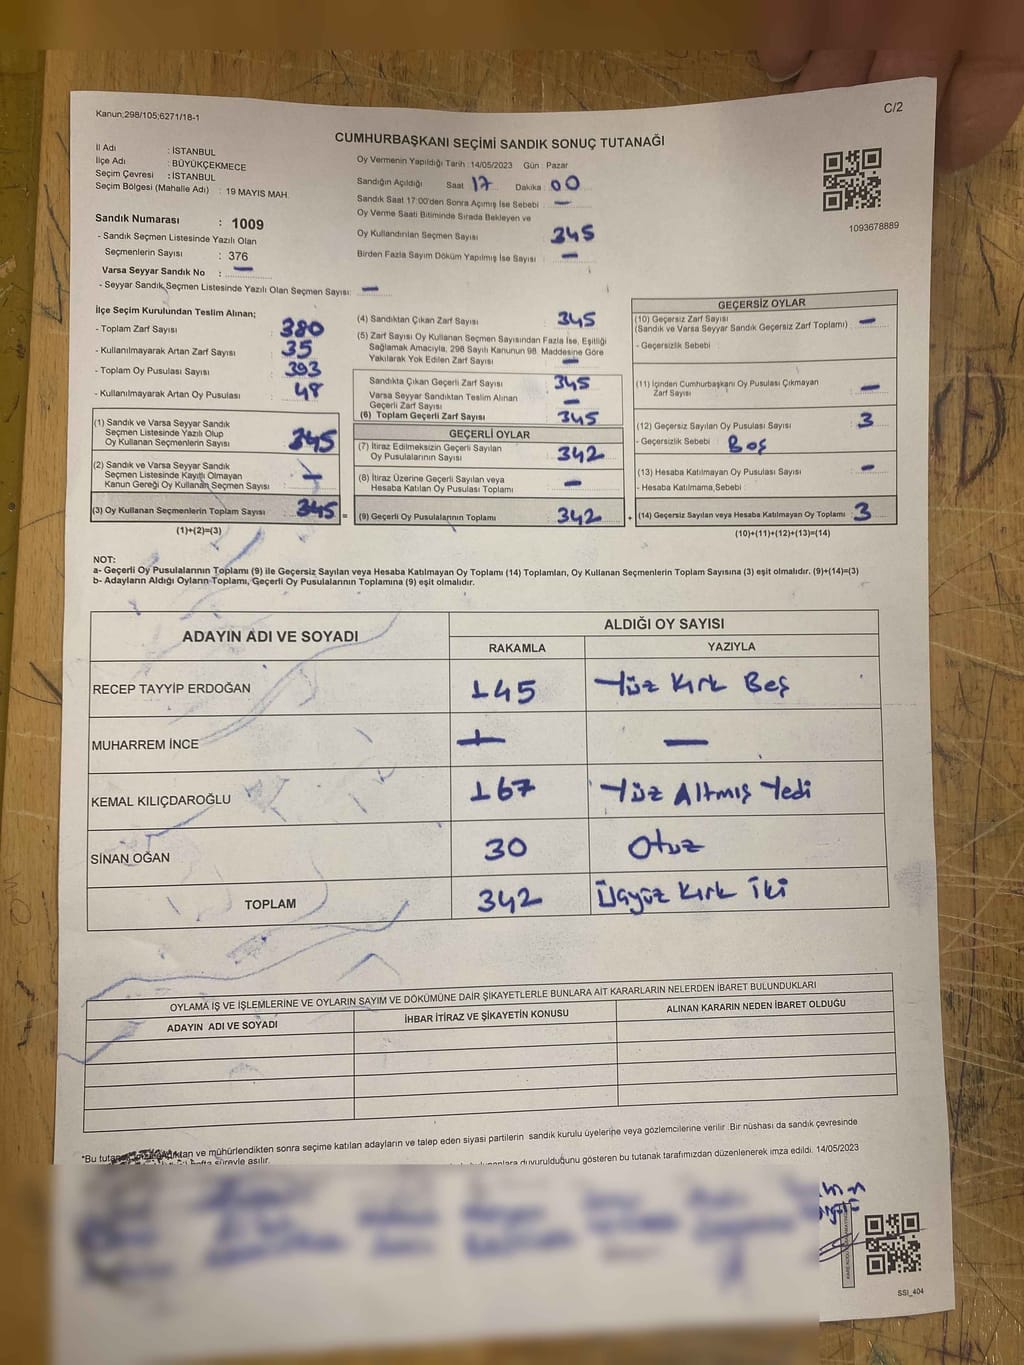 Kanun;298/105;6271/18-1
C/2
CUMHURBAŞKANI SEÇİMİ SANDIK SONUÇ TUTANAĞI
İl Adı : İSTANBUL
İlçe Adı : BÜYÜKÇEKMECE
Seçim Çevresi : İSTANBUL
Seçim Bölgesi (Mahalle Adı) : 19 MAYIS MAH.
Sandık Numarası : 1009
- Sandık Seçmen Listesinde Yazılı Olan
Seçmenlerin Sayısı : 376
Varsa Seyyar Sandık No : —
- Seyyar Sandık Seçmen Listesinde Yazılı Olan Seçmen Sayısı: —
Oy Vermenin Yapıldığı Tarih :14/05/2023 Gün : Pazar
Sandığın Açıldığı Saat 17 Dakika 00
Sandık Saat 17:00'den Sonra Açımış İse Sebebi —
Oy Verme Saati Bitiminde Sırada Bekleyen ve
Oy Kullandırılan Seçmen Sayısı 345
Birden Fazla Sayım Döküm Yapılmış İse Sayısı —
1093678889
İlçe Seçim Kurulundan Teslim Alınan;
- Toplam Zarf Sayısı 380
- Kullanılmayarak Artan Zarf Sayısı 35
- Toplam Oy Pusulası Sayısı 393
- Kullanılmayarak Artan Oy Pusulası 48
(1) Sandık ve Varsa Seyyar Sandık
Seçmen Listesinde Yazılı Olup
Oy Kullanan Seçmenlerin Sayısı 345
(2) Sandık ve Varsa Seyyar Sandık
Seçmen Listesinde Kayıtlı Olmayan
Kanun Gereği Oy Kullanan Seçmen Sayısı —
(3) Oy Kullanan Seçmenlerin Toplam Sayısı 345 =
(1)+(2)=(3)
(4) Sandıktan Çıkan Zarf Sayısı 345
(5) Zarf Sayısı Oy Kullanan Seçmen Sayısından Fazla İse, Eşitliği
Sağlamak Amacıyla, 298 Sayılı Kanunun 98. Maddesine Göre
Yakılarak Yok Edilen Zarf Sayısı —
Sandıkta Çıkan Geçerli Zarf Sayısı 345
Varsa Seyyar Sandıktan Teslim Alınan
Geçerli Zarf Sayısı —
(6) Toplam Geçerli Zarf Sayısı 345
GEÇERLİ OYLAR
(7) İtiraz Edilmeksizin Geçerli Sayılan
Oy Pusulalarının Sayısı 342
(8) İtiraz Üzerine Geçerli Sayılan veya
Hesaba Katılan Oy Pusulası Toplamı —
(9) Geçerli Oy Pusulalarının Toplamı 342 +
GEÇERSİZ OYLAR
(10) Geçersiz Zarf Sayısı
(Sandık ve Varsa Seyyar Sandık Geçersiz Zarf Toplamı) —
- Geçersizlik Sebebi
(11) İçinden Cumhurbaşkanı Oy Pusulası Çıkmayan
Zarf Sayısı —
(12) Geçersiz Sayılan Oy Pusulası Sayısı 3
- Geçersizlik Sebebi Boş
(13) Hesaba Katılmayan Oy Pusulası Sayısı —
- Hesaba Katılmama Sebebi
(14) Geçersiz Sayılan veya Hesaba Katılmayan Oy Toplamı 3
(10)+(11)+(12)+(13)=(14)
NOT:
a- Geçerli Oy Pusulalarının Toplamı (9) ile Geçersiz Sayılan veya Hesaba Katılmayan Oy Toplamı (14) Toplamları, Oy Kullanan Seçmenlerin Toplam Sayısına (3) eşit olmalıdır. (9)+(14)=(3)
b- Adayların Aldığı Oyların Toplamı, Geçerli Oy Pusulalarının Toplamına (9) eşit olmalıdır.
ADAYIN ADI VE SOYADI ALDIĞI OY SAYISI
RAKAMLA YAZIYLA
RECEP TAYYİP ERDOĞAN 145 Yüz Kırk Beş
MUHARREM İNCE — —
KEMAL KILIÇDAROĞLU 167 Yüz Altmış Yedi
SİNAN OĞAN 30 Otuz
TOPLAM 342 Üçyüz Kırk İki
OYLAMA İŞ VE İŞLEMLERİNE VE OYLARIN SAYIM VE DÖKÜMÜNE DAİR ŞİKAYETLERLE BUNLARA AİT KARARLARIN NELERDEN İBARET BULUNDUKLARI
ADAYIN ADI VE SOYADI İHBAR İTİRAZ VE ŞİKAYETİN KONUSU ALINAN KARARIN NEDEN İBARET OLDUĞU
*Bu ve mühürlendikten sonra seçime katılan adayların ve talep eden siyasi partilerin sandık kurulu üyelerine veya gözlemcilerine verilir. Bir nüshası da sandık çevresinde
süreyle asılır. duyurulduğunu gösteren bu tutanak tarafımızdan düzenlenerek imza edildi. 14/05/2023
SSI_404